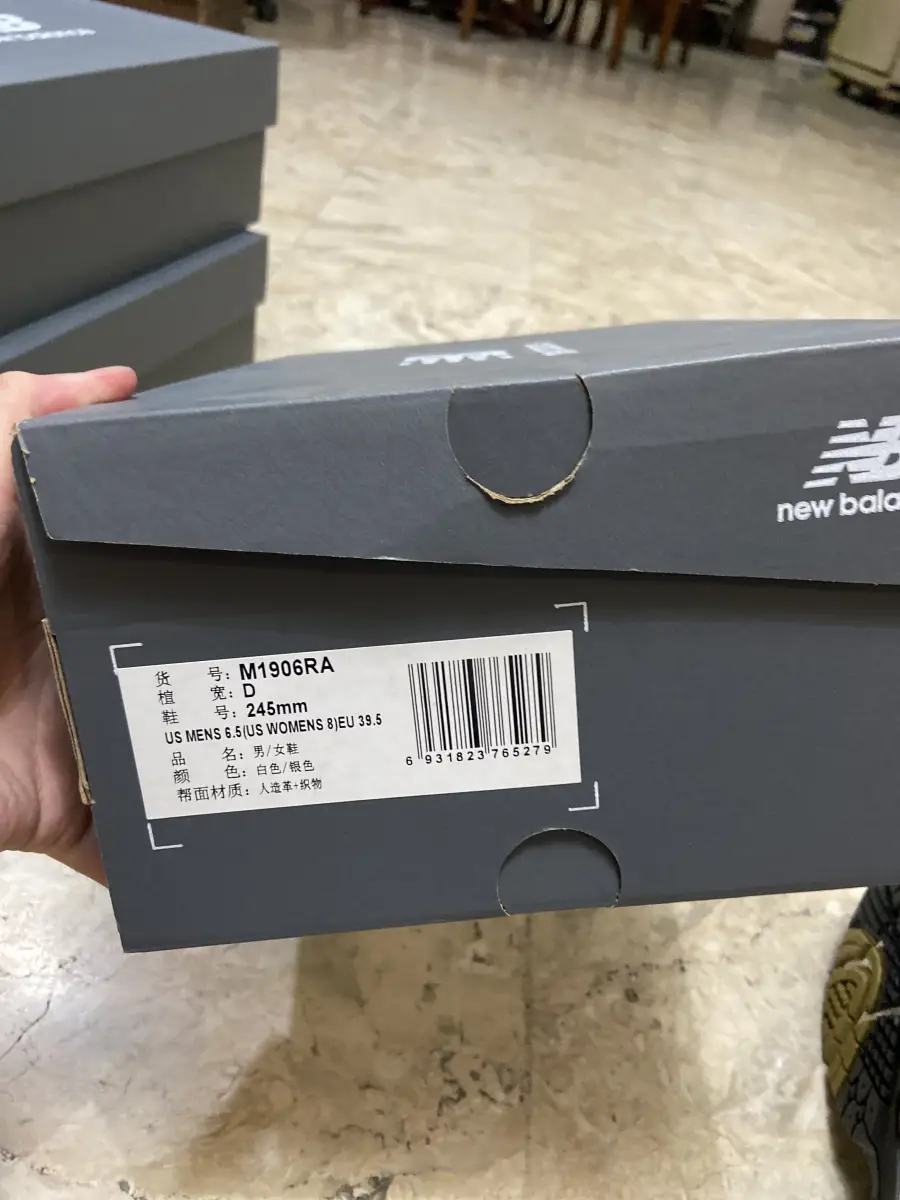 new bala
货 号: M1906RA
楦 宽: D
鞋 号: 245mm
US MENS 6.5(US WOMENS 8)EU 39.5
品 名: 男/女鞋
颜 色: 白色/银色
帮面材质: 人造革+织物
6 931823 765279